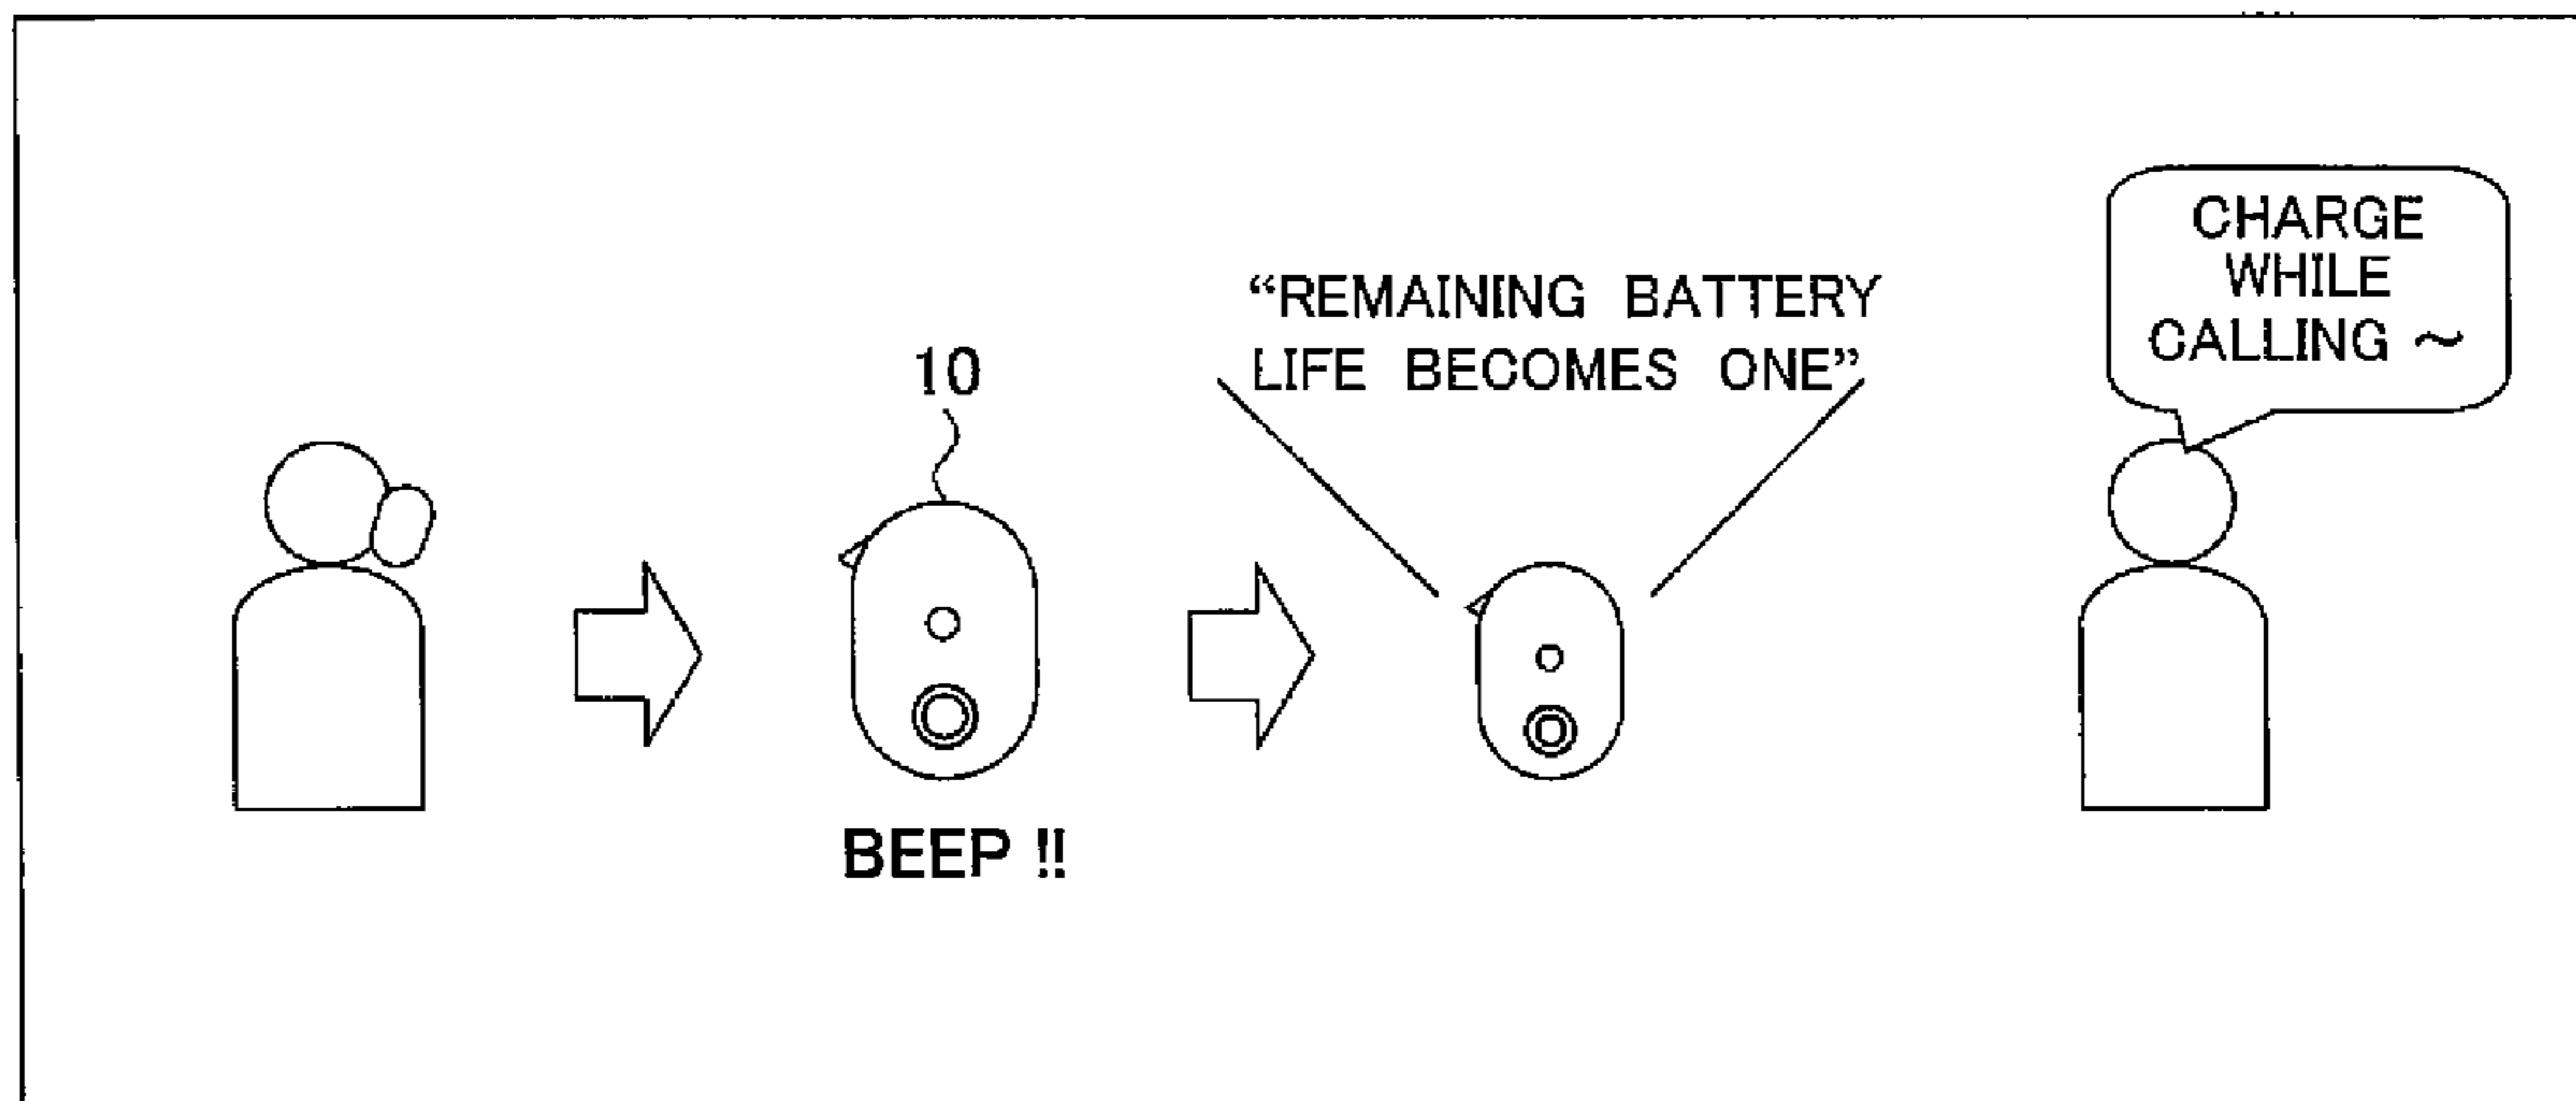 10
BEEP !!
“REMAINING BATTERY
LIFE BECOMES ONE”
CHARGE
WHILE
CALLING ~